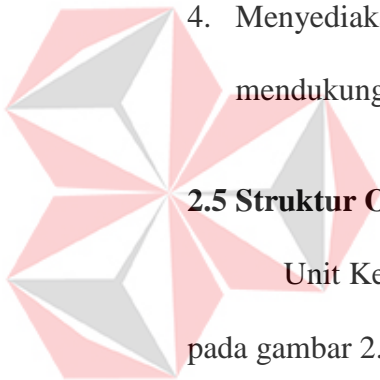 4. Menyediak
mendukung
2.5 Struktur O
Unit Ke
pada gambar 2.